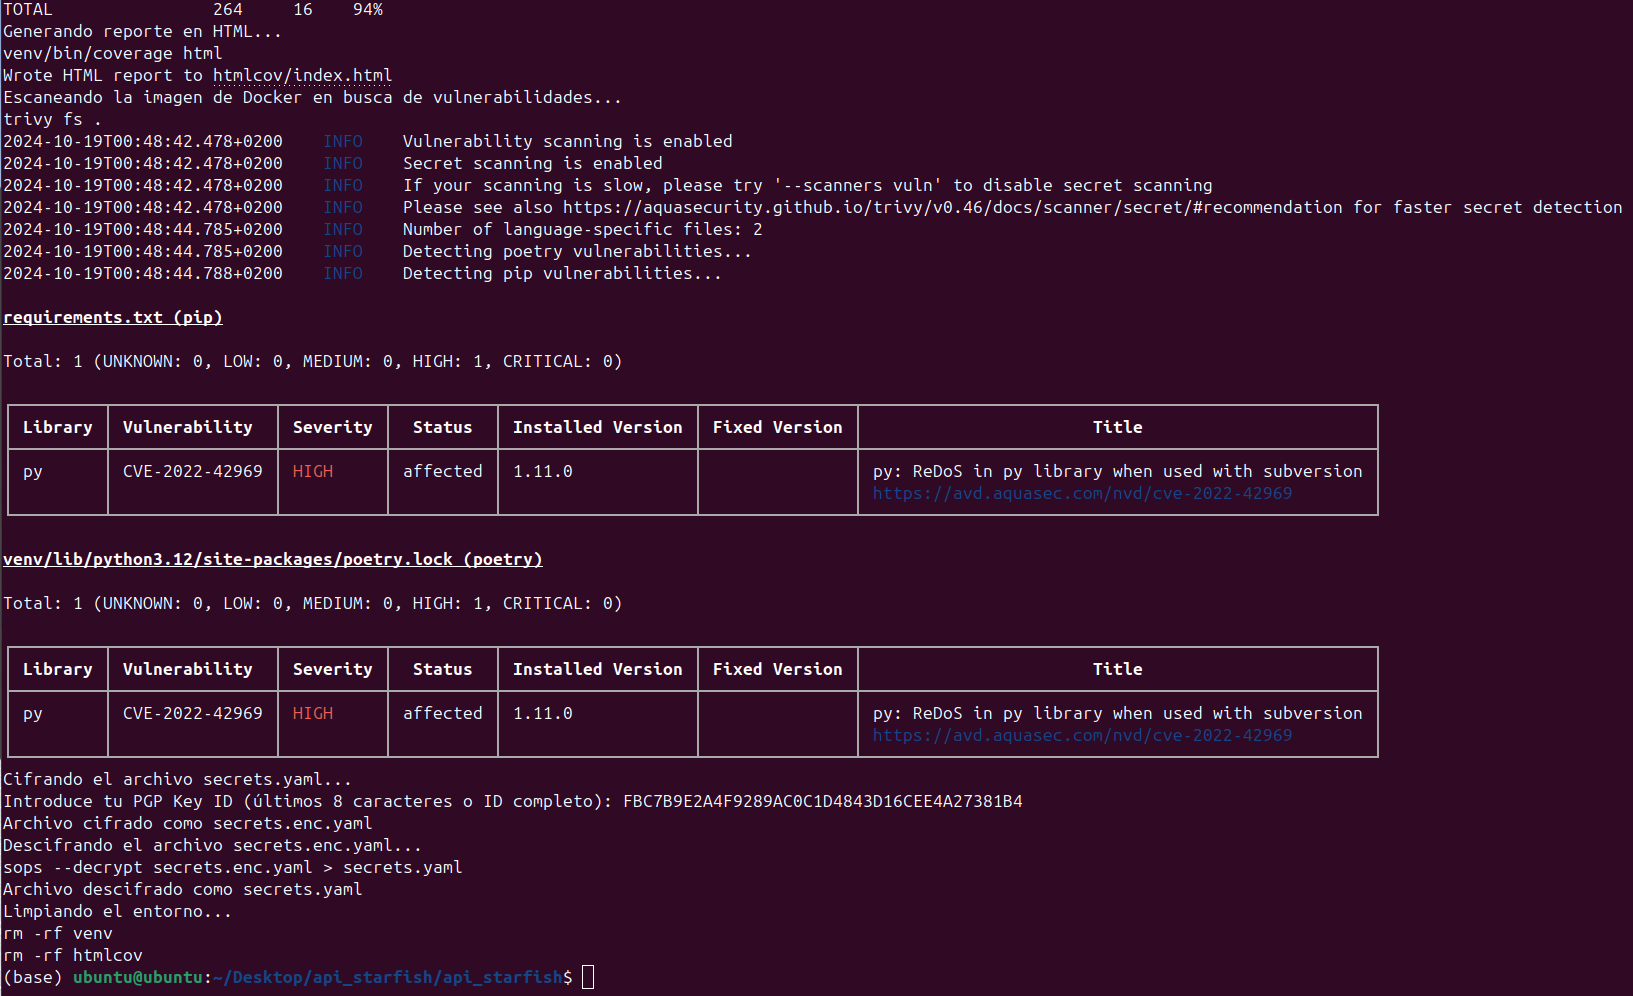 TOTAL 264 16 94%
Generando reporte en HTML...
venv/bin/coverage html
Wrote HTML report to htmlcov/index.html
Escaneando la imagen de Docker en busca de vulnerabilidades...
trivy fs .
2024-10-19T00:48:42.478+0200 INFO Vulnerability scanning is enabled
2024-10-19T00:48:42.478+0200 INFO Secret scanning is enabled
2024-10-19T00:48:42.478+0200 INFO If your scanning is slow, please try '--scanners vuln' to disable secret scanning
2024-10-19T00:48:42.478+0200 INFO Please see also https://aquasecurity.github.io/trivy/v0.46/docs/scanner/secret/#recommendation for faster secret detection
2024-10-19T00:48:44.785+0200 INFO Number of language-specific files: 2
2024-10-19T00:48:44.785+0200 INFO Detecting poetry vulnerabilities...
2024-10-19T00:48:44.788+0200 INFO Detecting pip vulnerabilities...
requirements.txt (pip)
Total: 1 (UNKNOWN: 0, LOW: 0, MEDIUM: 0, HIGH: 1, CRITICAL: 0)
Library Vulnerability Severity Status Installed Version Fixed Version Title
py CVE-2022-42969 HIGH affected 1.11.0 py: ReDoS in py library when used with subversion
https://avd.aquasec.com/nvd/cve-2022-42969
venv/lib/python3.12/site-packages/poetry.lock (poetry)
Total: 1 (UNKNOWN: 0, LOW: 0, MEDIUM: 0, HIGH: 1, CRITICAL: 0)
Library Vulnerability Severity Status Installed Version Fixed Version Title
py CVE-2022-42969 HIGH affected 1.11.0 py: ReDoS in py library when used with subversion
https://avd.aquasec.com/nvd/cve-2022-42969
Cifrando el archivo secrets.yaml...
Introduce tu PGP Key ID (últimos 8 caracteres o ID completo): FBC7B9E2A4F9289AC0C1D4843D16CEE4A27381B4
Archivo cifrado como secrets.enc.yaml
Descifrando el archivo secrets.enc.yaml...
sops --decrypt secrets.enc.yaml > secrets.yaml
Archivo descifrado como secrets.yaml
Limpiando el entorno...
rm -rf venv
rm -rf htmlcov
(base) ubuntu@ubuntu:~/Desktop/api_starfish/api_starfish$